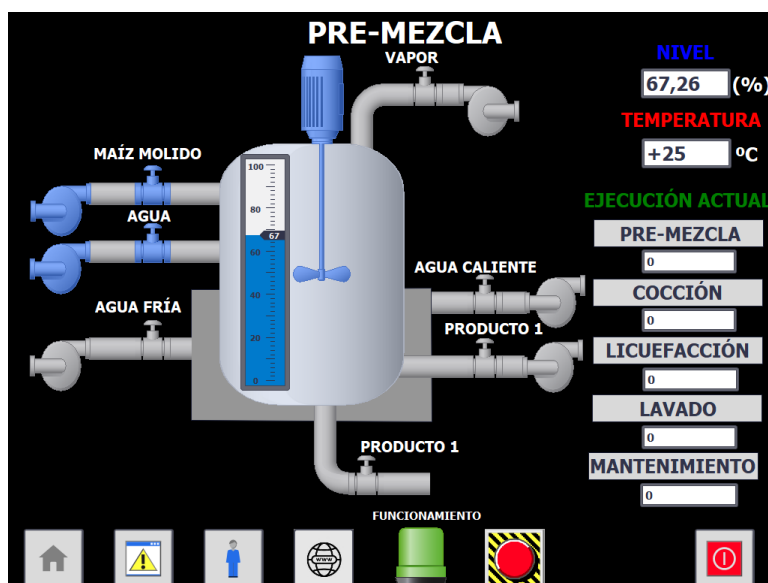 PRE-MEZCLA
VAPOR
NIVEL
67,26 (%)
TEMPERATURA
+25 ºC
MAÍZ MOLIDO
AGUA
100
80
67
60
40
20
0
EJECUCIÓN ACTUAL
PRE-MEZCLA
0
AGUA CALIENTE
COCCIÓN
0
AGUA FRÍA
PRODUCTO 1
LICUEFACCIÓN
0
LAVADO
0
PRODUCTO 1
MANTENIMIENTO
0
FUNCIONAMIENTO
www